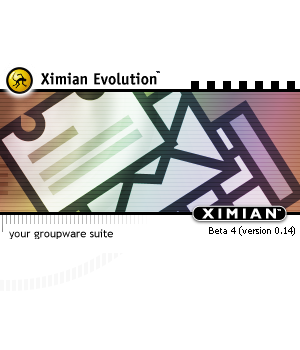 Ximian Evolution™
XIMIAN™
your groupware suite
Beta 4 (version 0.14)